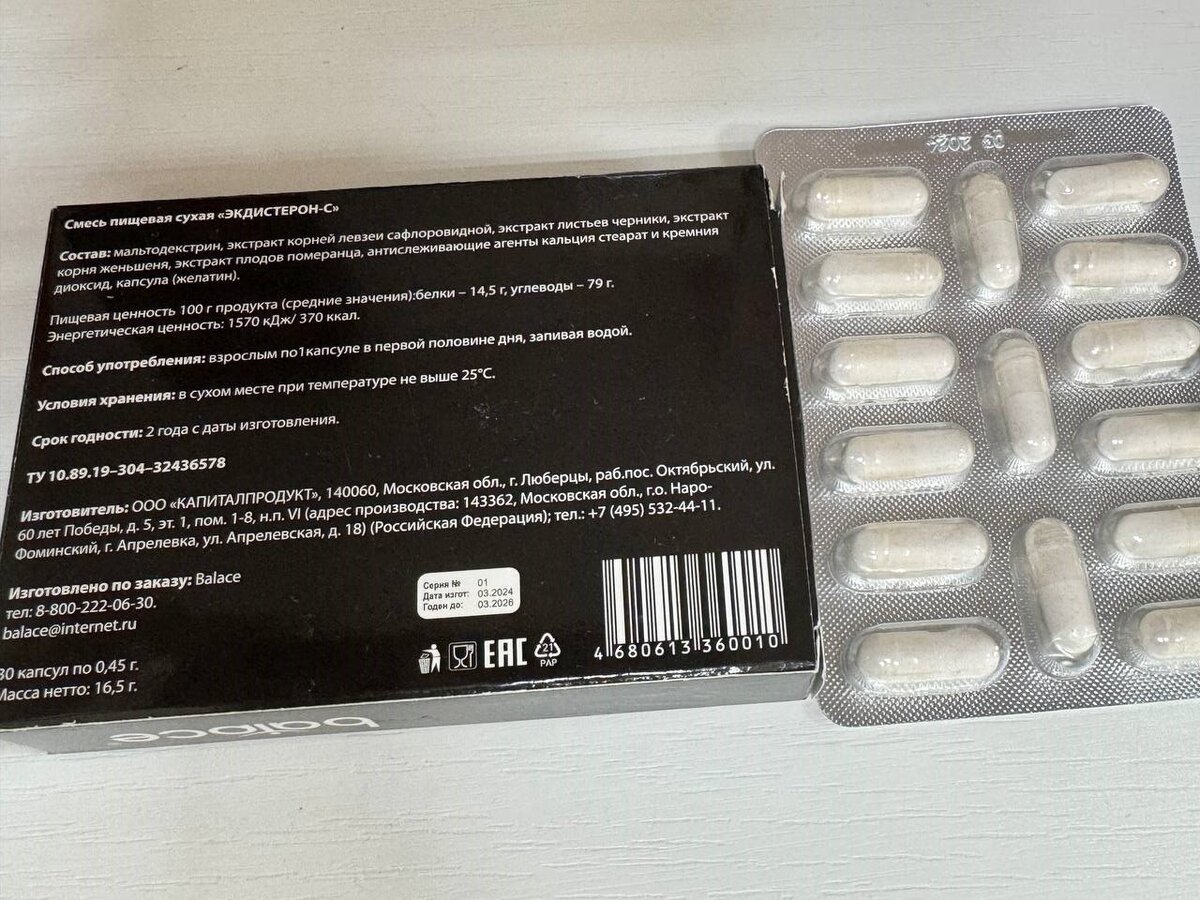 Смесь пищевая сухая «ЭКДИСТЕРОН-С»
Состав: мальтодекстрин, экстракт корней левзеи сафлоровидной, экстракт листьев черники, экстракт
корня женьшеня, экстракт плодов померанца, антислеживающие агенты кальция стеарат и кремния
диоксид, капсула (желатин).
Пищевая ценность 100 г продукта (средние значения):белки – 14,5 г, углеводы – 79 г.
Энергетическая ценность: 1570 кДж/ 370 ккал.
Способ употребления: взрослым по1капсуле в первой половине дня, запивая водой.
Условия хранения: в сухом месте при температуре не выше 25°С.
Срок годности: 2 года с даты изготовления.
ТУ 10.89.19–304–32436578
Изготовитель: ООО «КАПИТАЛПРОДУКТ», 140060, Московская обл., г. Люберцы, раб.пос. Октябрьский, ул.
60 лет Победы, д. 5, эт. 1, пом. 1-8, н.п. VI (адрес производства: 143362, Московская обл., г.о. Наро-
Фоминский, г. Апрелевка, ул. Апрелевская, д. 18) (Российская Федерация); тел.: +7 (495) 532-44-11.
Изготовлено по заказу: Balace
тел: 8-800-222-06-30.
balace@internet.ru
30 капсул по 0,45 г.
Масса нетто: 16,5 г.
Серия № 01
Дата изгот: 03.2024
Годен до: 03.2026
EAC
21
PAP
4 680613 360010
balace
03 2024